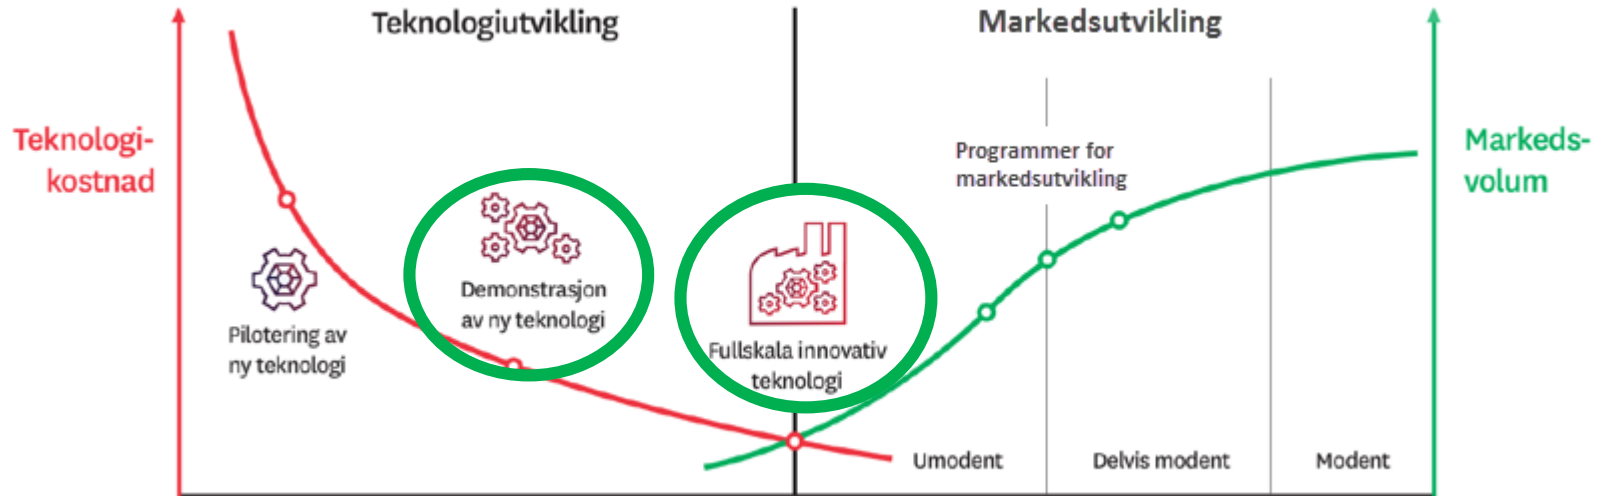 Teknologiutvikling
Markedsutvikling
Teknologi-
kostnad
Markeds-
volum
Programmer for
markedsutvikling
Demonstrasjon
av ny teknologi
Pilotering av
ny teknologi
Fullskala innovativ
teknologi
Umodent
Delvis modent
Modent